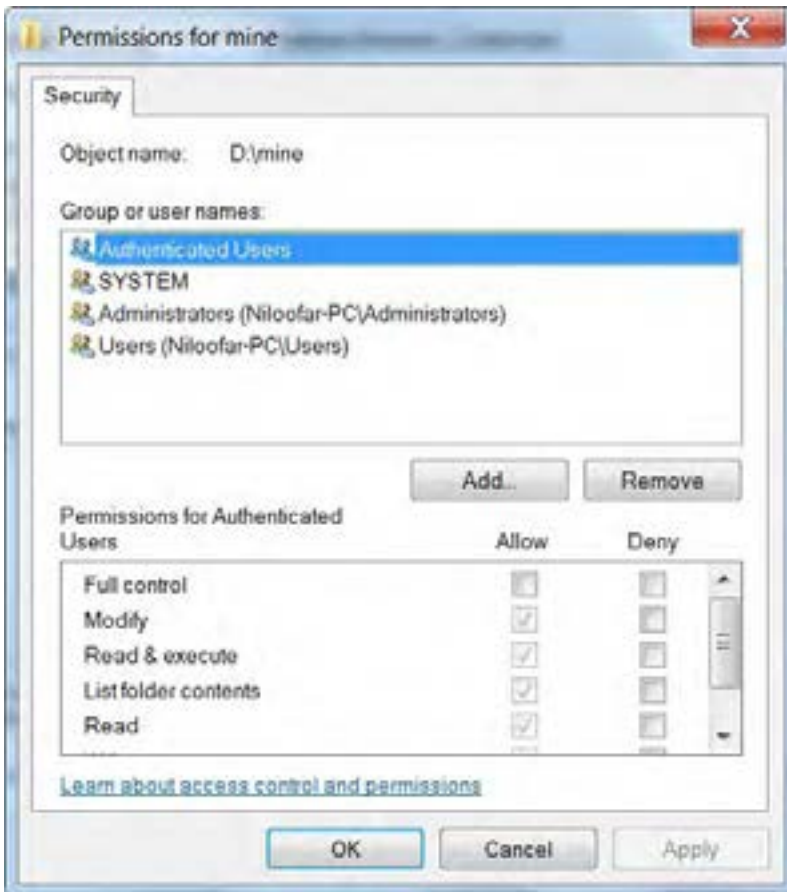 Permissions for mine
Security
Object name: D:\mine
Group or user names:
Authenticated Users
SYSTEM
Administrators (Niloofar-PC\Administrators)
Users (Niloofar-PC\Users)
Add... Remove
Permissions for Authenticated
Users Allow Deny
Full control
Modify
Read & execute
List folder contents
Read
Learn about access control and permissions
OK Cancel Apply